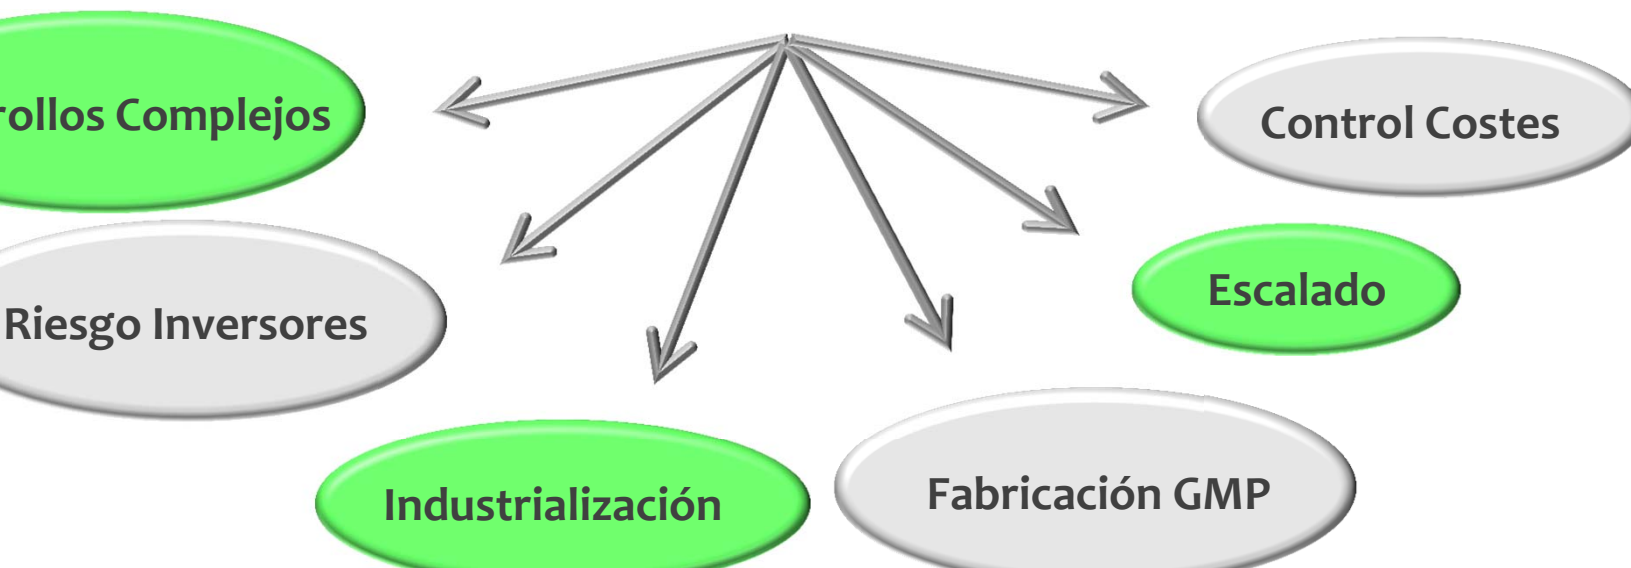 rollos Complejos
Control Costes
Escalado
Riesgo Inversores
Industrialización
Fabricación GMP